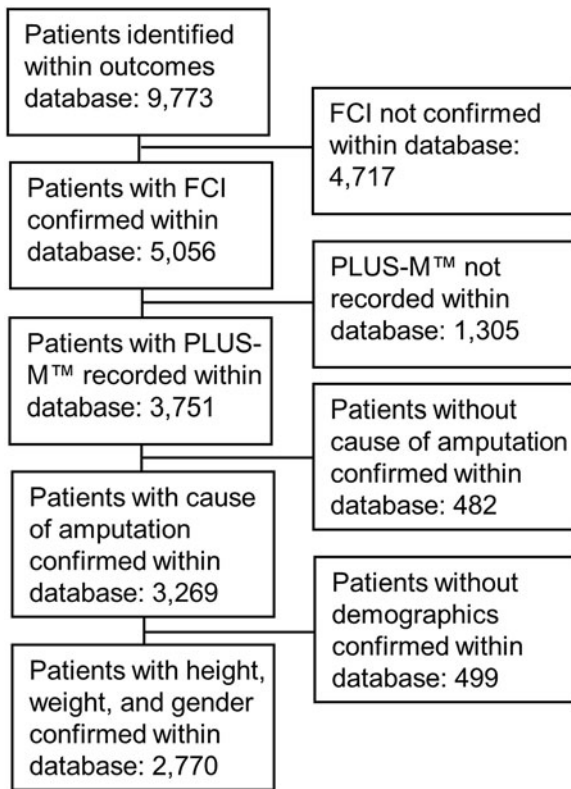 Patients identified
within outcomes
database: 9,773
FCI not confirmed
within database:
4,717
Patients with FCI
confirmed within
database: 5,056
PLUS-M™ not
recorded within
database: 1,305
Patients with PLUS-
M™ recorded within
database: 3,751
Patients without
cause of amputation
confirmed within
database: 482
Patients with cause
of amputation
confirmed within
database: 3,269
Patients without
demographics
confirmed within
database: 499
Patients with height,
weight, and gender
confirmed within
database: 2,770